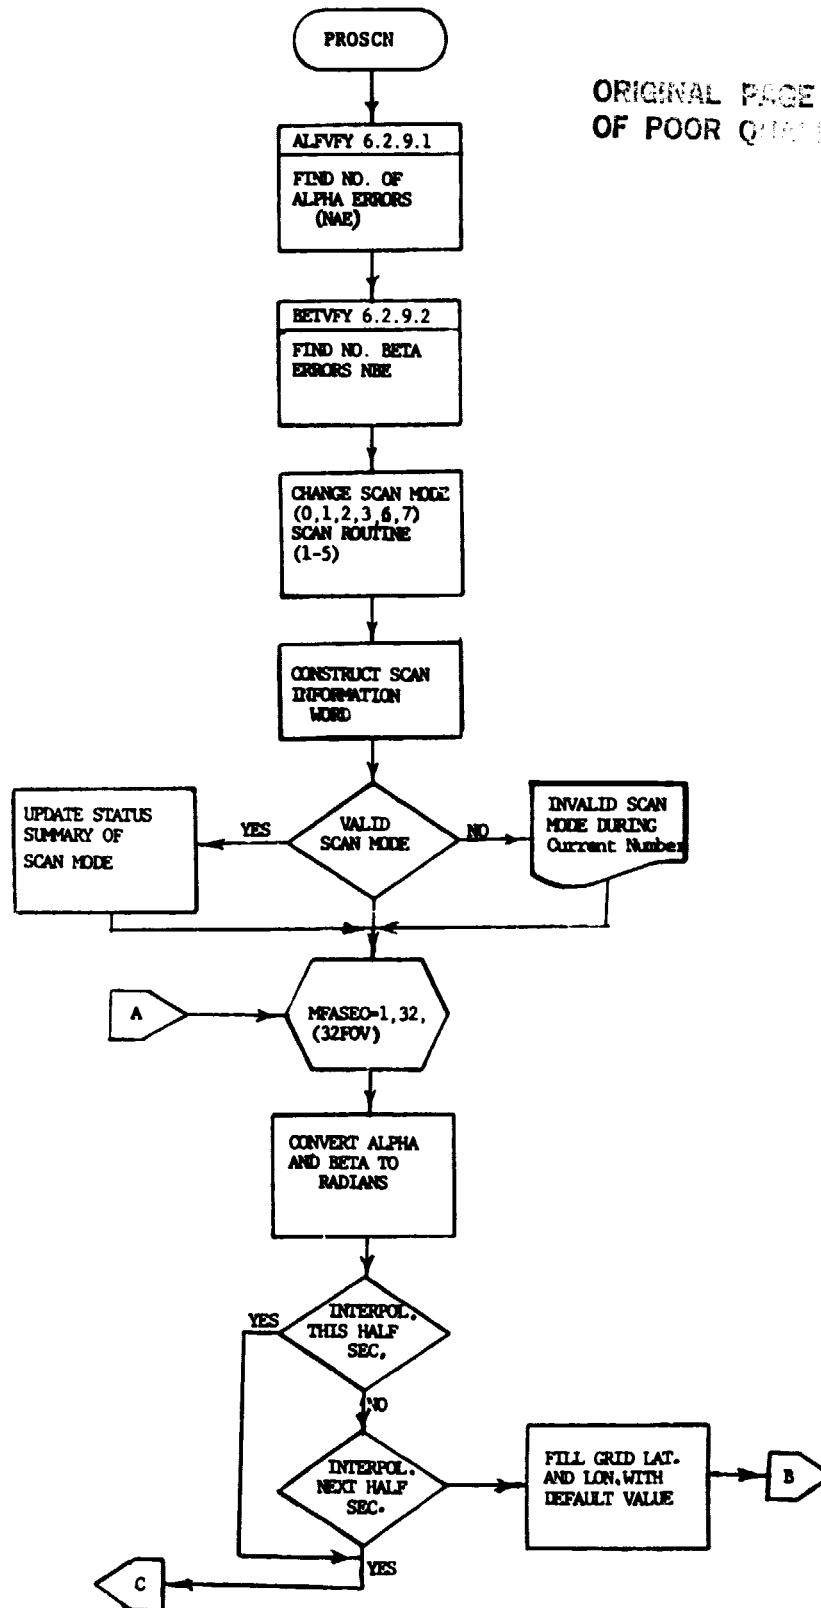 PROSCN
ORIGINAL PAGE
OF POOR
ALFVFY 6.2.9.1
FIND NO. OF
ALPHA ERRORS
(NAE)
BETVFY 6.2.9.2
FIND NO. BETA
ERRORS NBE
CHANGE SCAN MODE
(0,1,2,3,6,7)
SCAN ROUTINE
(1-5)
CONSTRUCT SCAN
INFORMATION
WORD
UPDATE STATUS
SUMMARY OF
SCAN MODE
YES
VALID
SCAN MODE
NO
INVALID SCAN
MODE DURING
Current Number
A
MFASEO=1,32,
(32FOV)
CONVERT ALPHA
AND BETA TO
RADIANS
YES
INTERPOL.
THIS HALF
SEC.
NO
INTERPOL.
NEXT HALF
SEC.
FILL GRID LAT.
AND LON. WITH
DEFAULT VALUE
B
YES
C